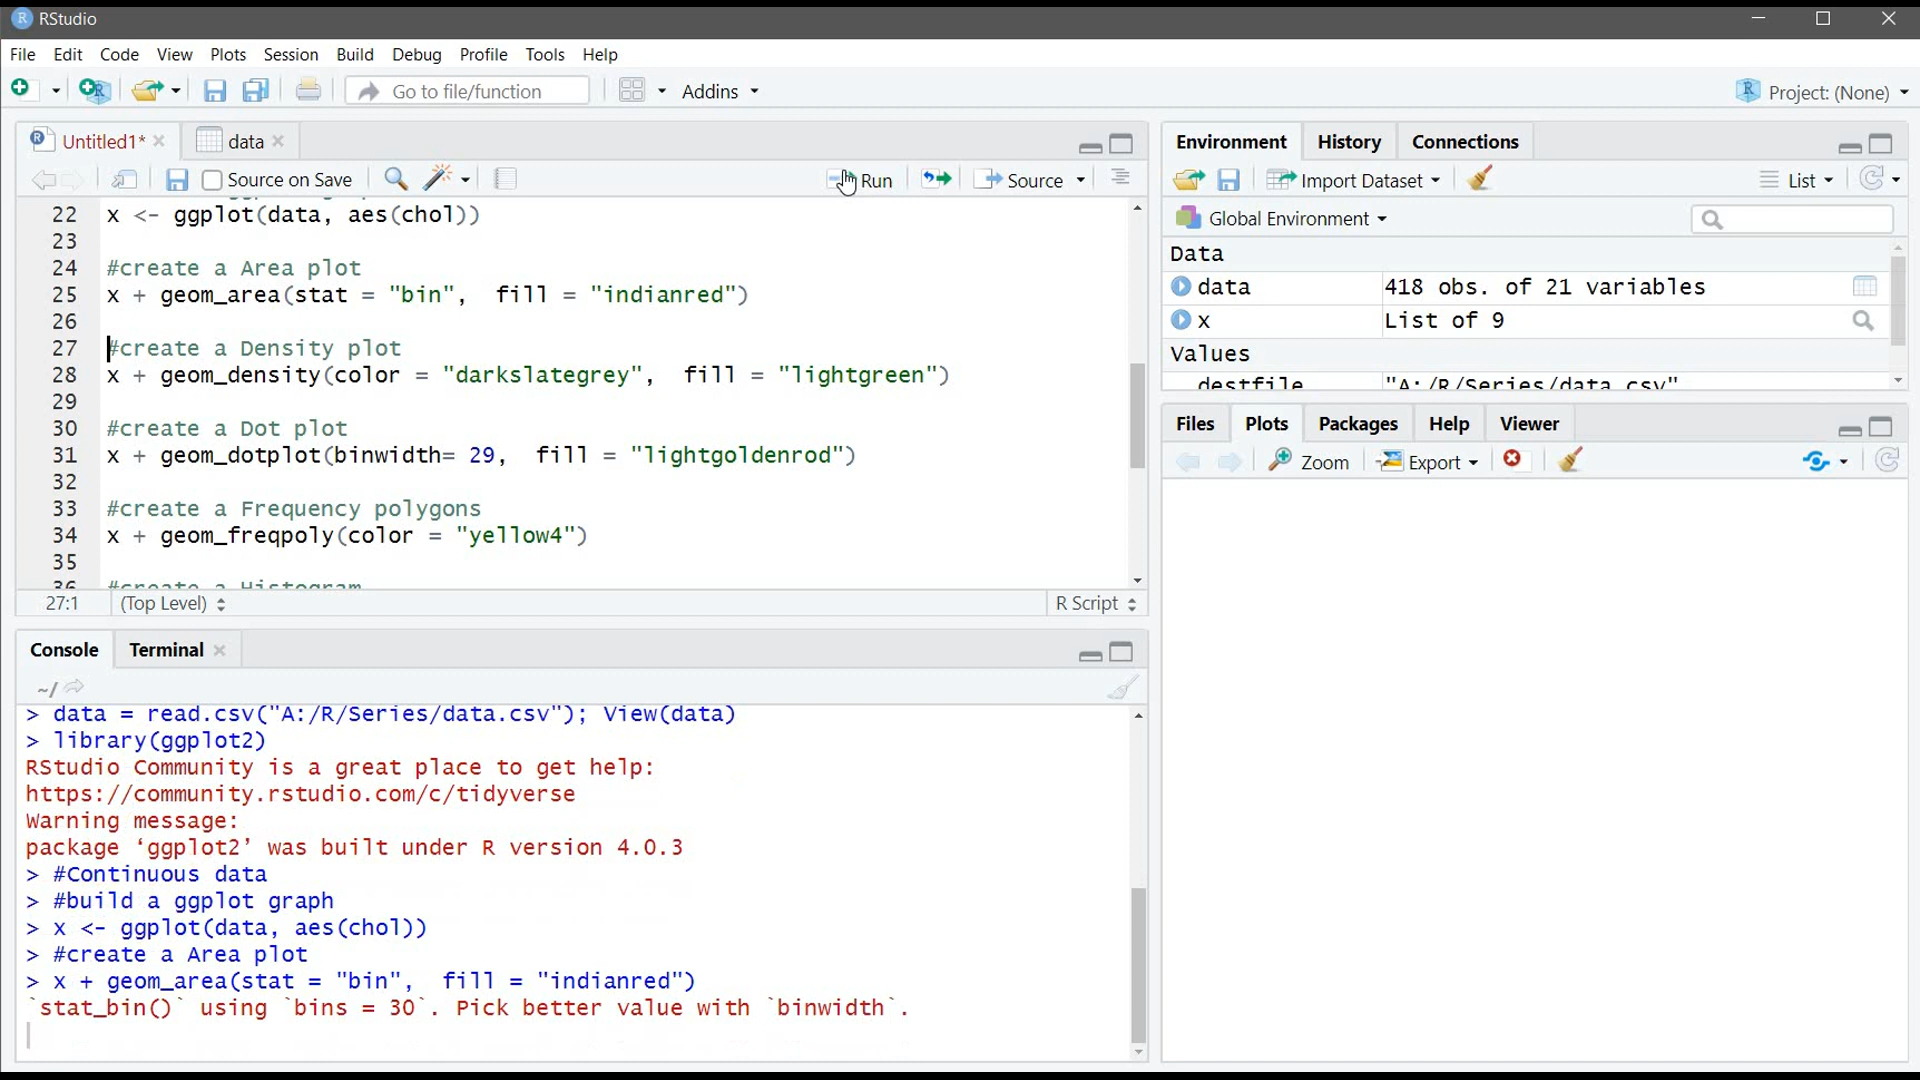 RStudio
File Edit Code View Plots Session Build Debug Profile Tools Help
Go to file/function Addins Project: (None)
Untitled1* data
Source on Save Run Source
22 x <- ggplot(data, aes(chol))
23
24 #create a Area plot
25 x + geom_area(stat = "bin", fill = "indianred")
26
27 #create a Density plot
28 x + geom_density(color = "darkslategrey", fill = "lightgreen")
29
30 #create a Dot plot
31 x + geom_dotplot(binwidth= 29, fill = "lightgoldenrod")
32
33 #create a Frequency polygons
34 x + geom_freqpoly(color = "yellow4")
35
36 #create a Histogram
27:1 (Top Level) R Script
Console Terminal
~/
> data = read.csv("A:/R/Series/data.csv"); View(data)
> library(ggplot2)
RStudio Community is a great place to get help:
https://community.rstudio.com/c/tidyverse
Warning message:
package ‘ggplot2’ was built under R version 4.0.3
> #Continuous data
> #build a ggplot graph
> x <- ggplot(data, aes(chol))
> #create a Area plot
> x + geom_area(stat = "bin", fill = "indianred")
`stat_bin()` using `bins = 30`. Pick better value with `binwidth`.
Environment History Connections
Import Dataset List
Global Environment
Data
data 418 obs. of 21 variables
x List of 9
Values
destfile "A:/R/Series/data.csv"
Files Plots Packages Help Viewer
Zoom Export